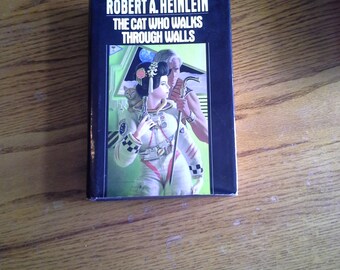 ROBERT A. HEINLEIN
THE CAT WHO WALKS
THROUGH WALLS